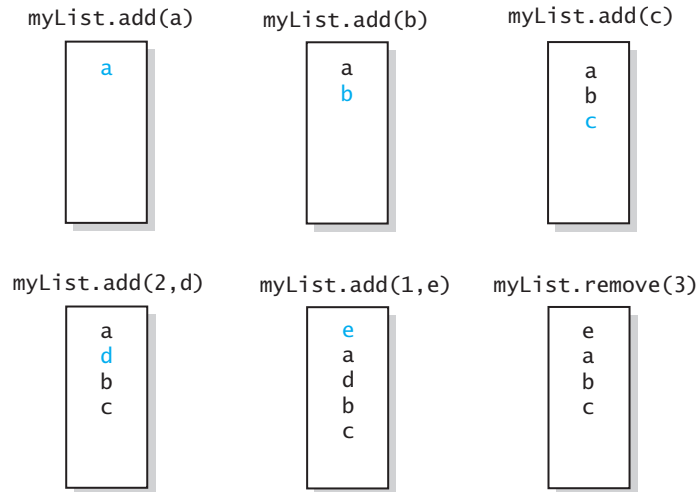 myList.add(a)
a
myList.add(b)
a
b
myList.add(c)
a
b
c
myList.add(2,d)
a
d
b
c
myList.add(1,e)
e
a
d
b
c
myList.remove(3)
e
a
b
c